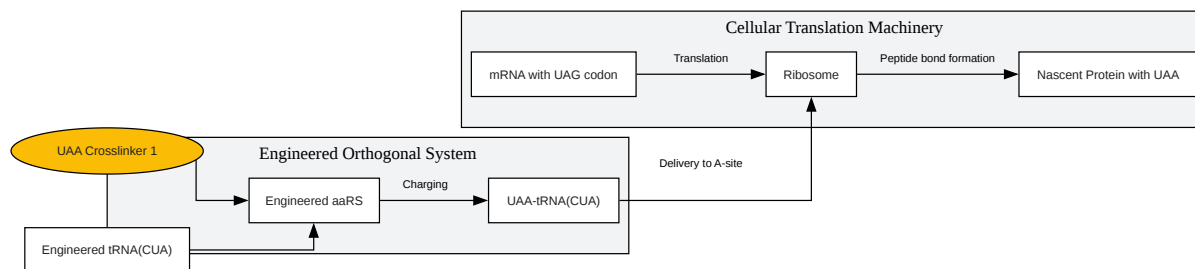 Cellular Translation Machinery
mRNA with UAG codon
Translation
Ribosome
Peptide bond formation
Nascent Protein with UAA
UAA Crosslinker 1
Engineered Orthogonal System
Delivery to A-site
Engineered aaRS
Charging
UAA-tRNA(CUA)
Engineered tRNA(CUA)